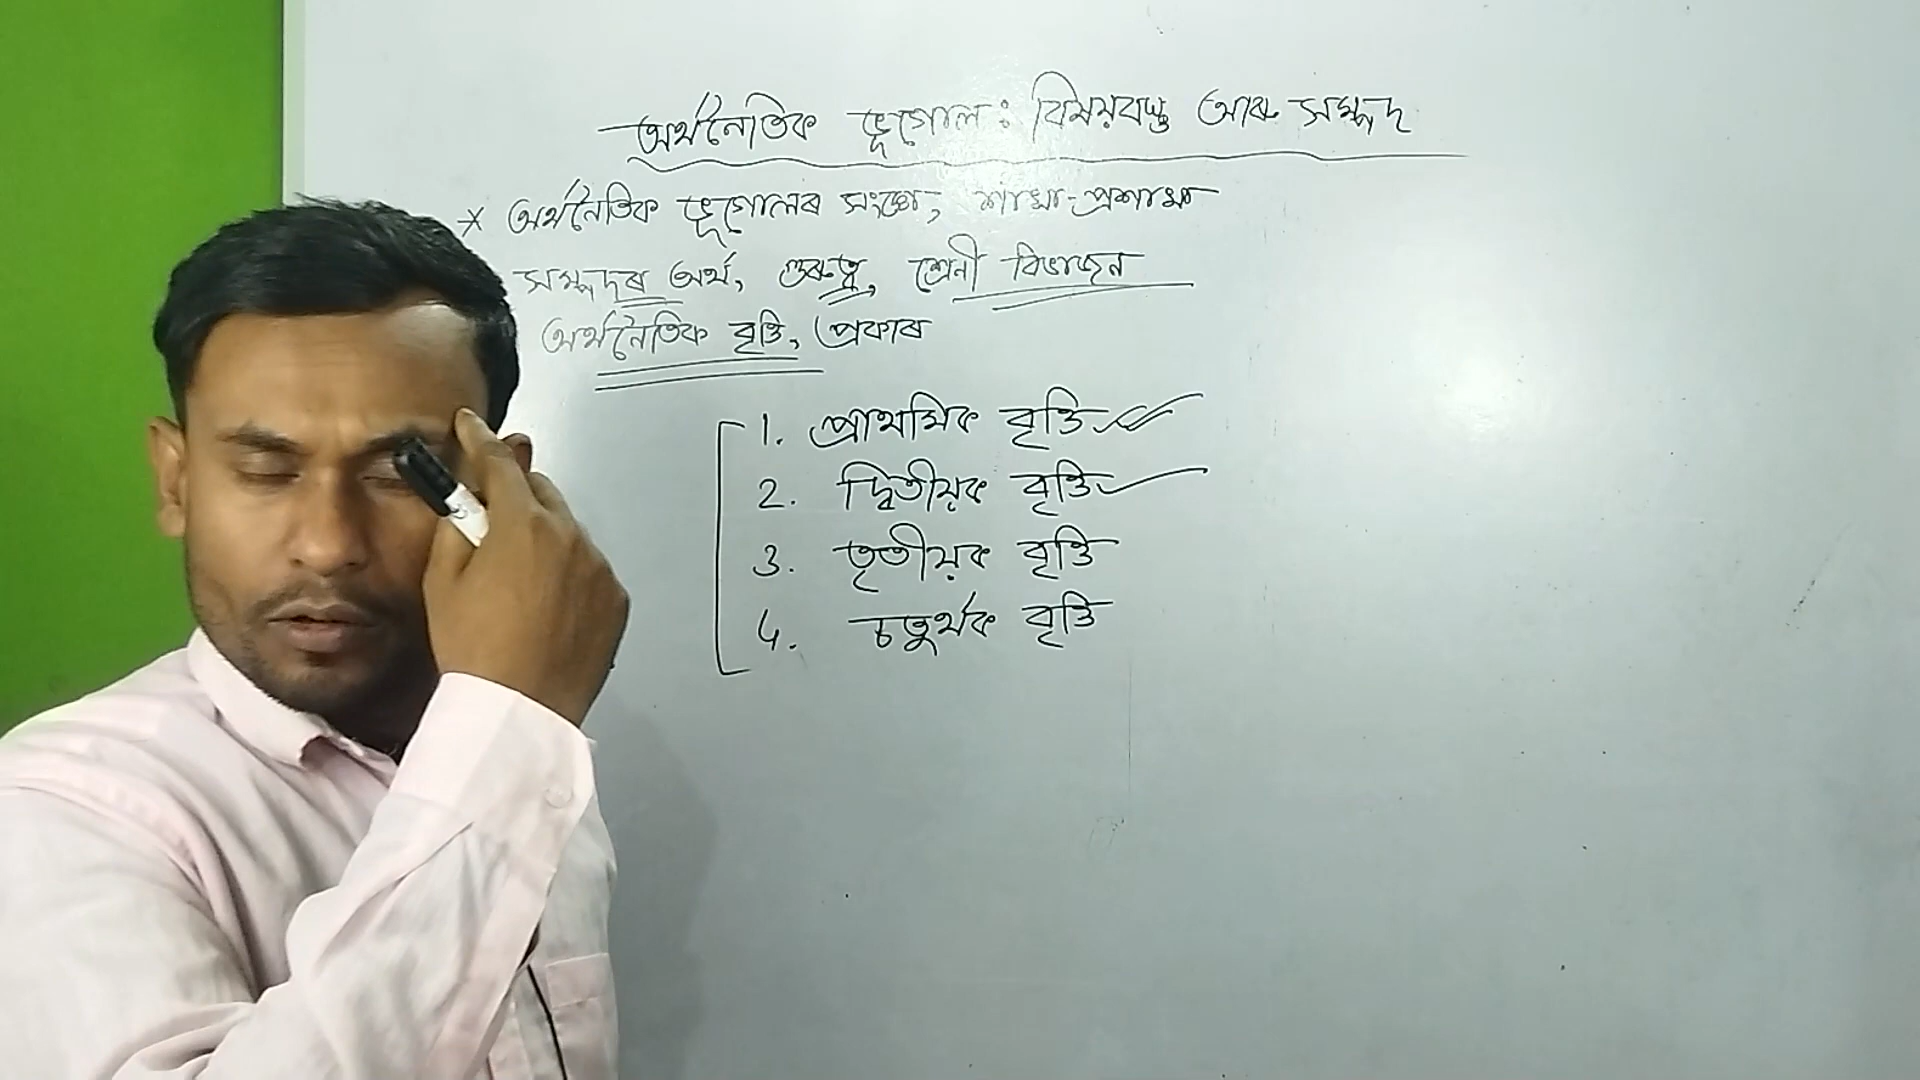 অৰ্থনৈতিক ভূগোল: বিষয়বস্তু আৰু সম্পদ
* অৰ্থনৈতিক ভূগোলৰ সংজ্ঞা, শাখা-প্ৰশাখা
সম্পদৰ অৰ্থ, গুৰুত্ব, শ্ৰেনী বিভাজন
অৰ্থনৈতিক বৃত্তি, প্ৰকাৰ
1. প্ৰাথমিক বৃত্তি
2. দ্বিতীয়ক বৃত্তি
3. তৃতীয়ক বৃত্তি
4. চতুৰ্থক বৃত্তি